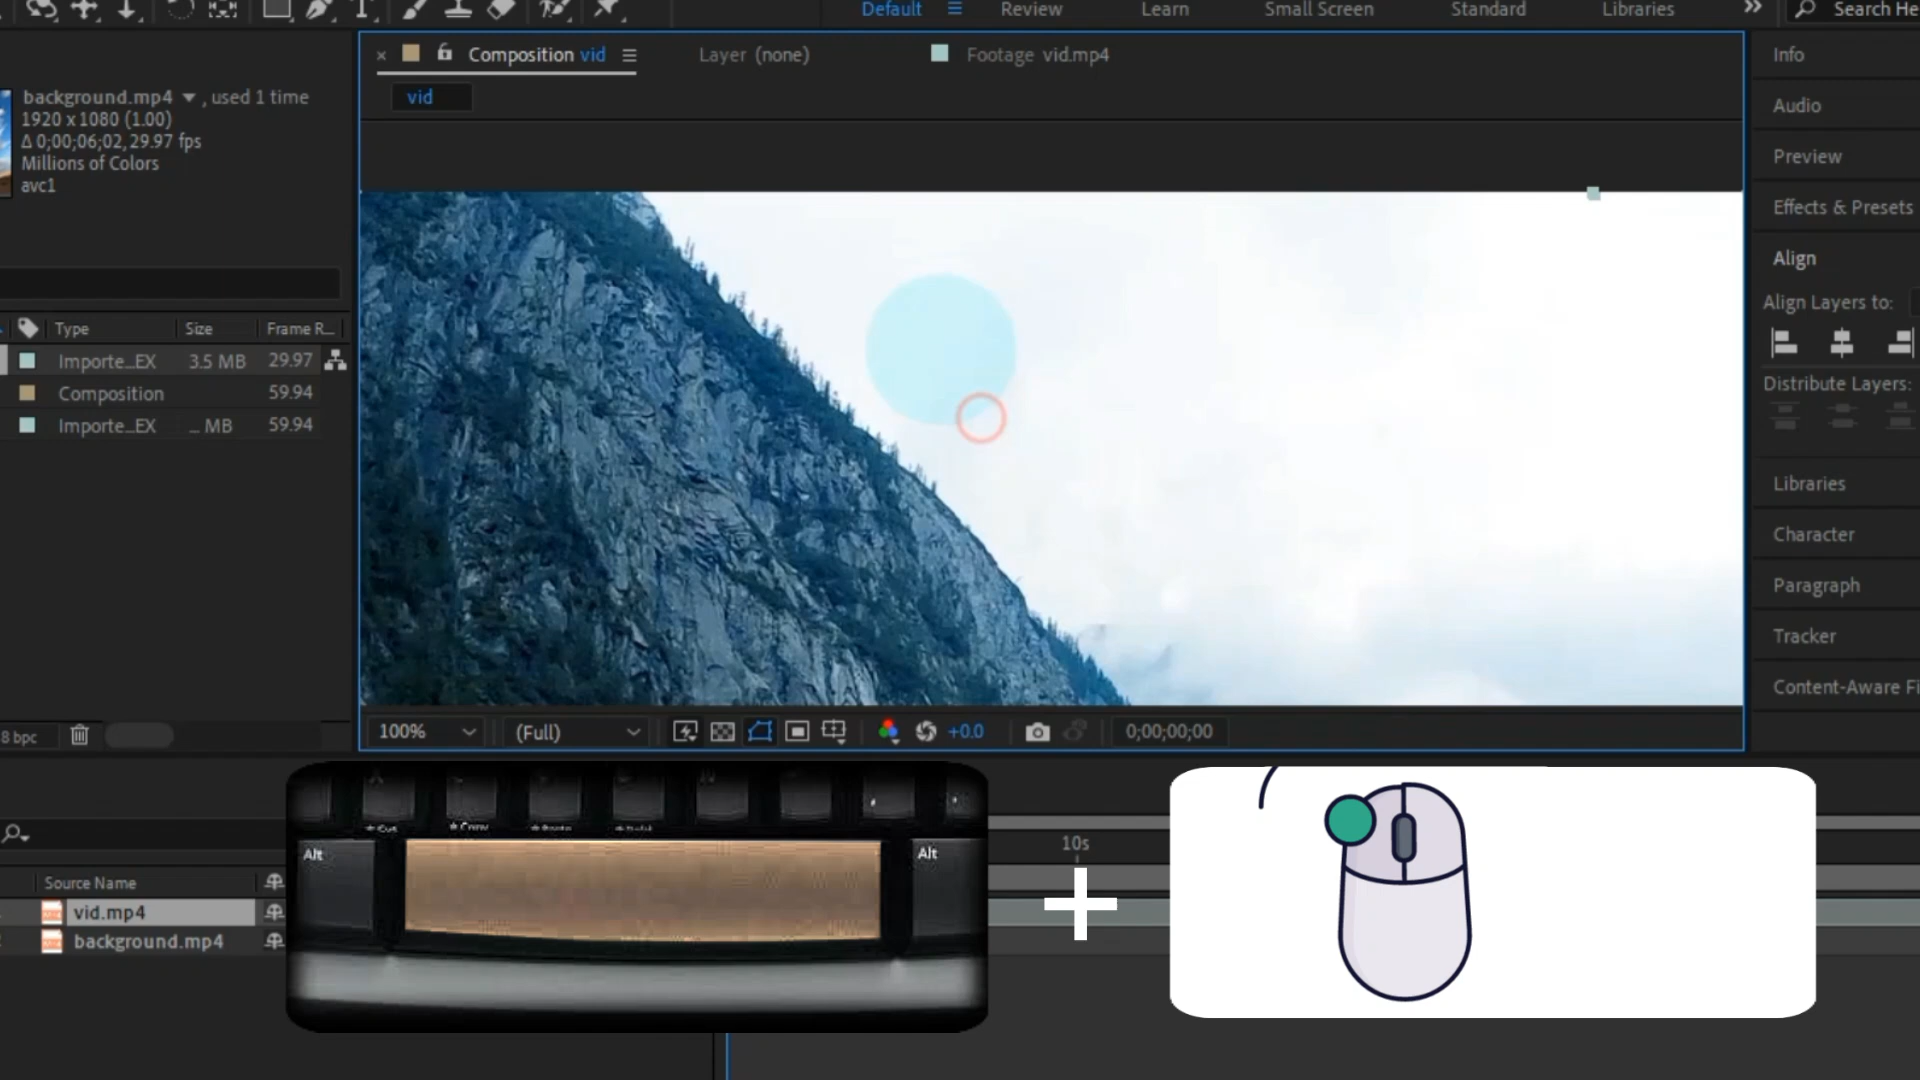 Default
Review
Learn
Small Screen
Standard
Libraries
Search He
Composition vid
Layer (none)
Footage vid.mp4
vid
background.mp4 , used 1 time
1920 x 1080 (1.00)
Δ 0;00;06;02, 29.97 fps
Millions of Colors
avc1
Type
Size
Frame R...
Importe...EX 3.5 MB 29.97
Composition 59.94
Importe...EX ... MB 59.94
8 bpc
100%
(Full)
+0.0
0;00;00;00
Info
Audio
Preview
Effects & Presets
Align
Align Layers to:
Distribute Layers:
Libraries
Character
Paragraph
Tracker
Content-Aware Fi
Source Name
vid.mp4
background.mp4
Alt
Alt
+
10s